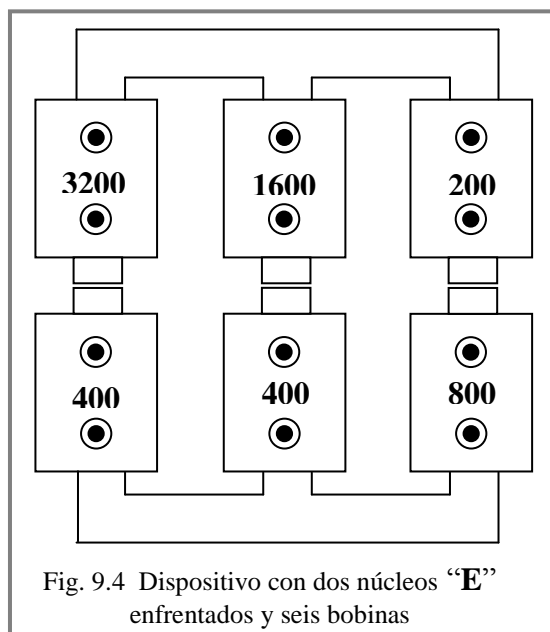 3200 1600 200
400 400 800
Fig. 9.4 Dispositivo con dos núcleos “E”
enfrentados y seis bobinas